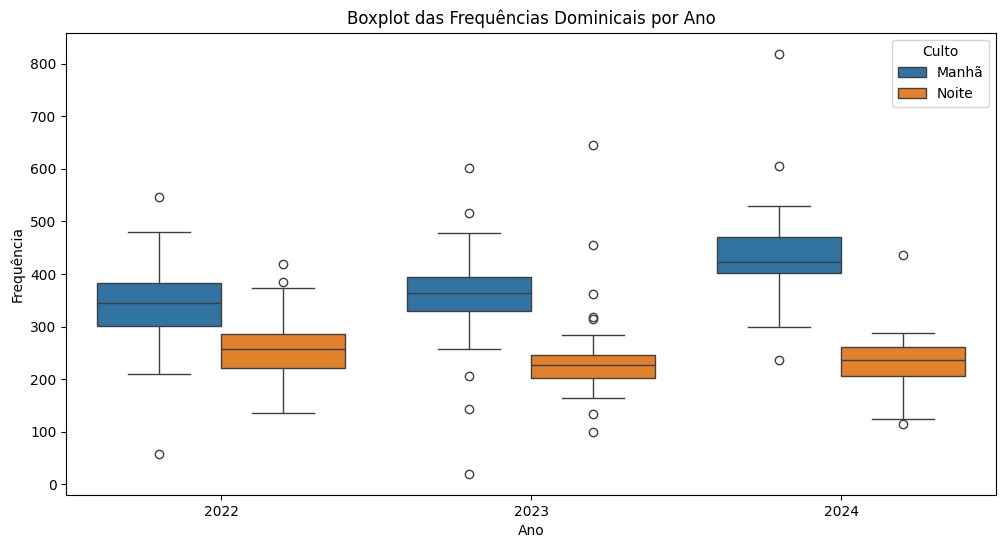 Boxplot das Frequências Dominicais por Ano
Culto
Manhã
Noite
Frequência
800
700
600
500
400
300
200
100
0
2022
2023
2024
Ano